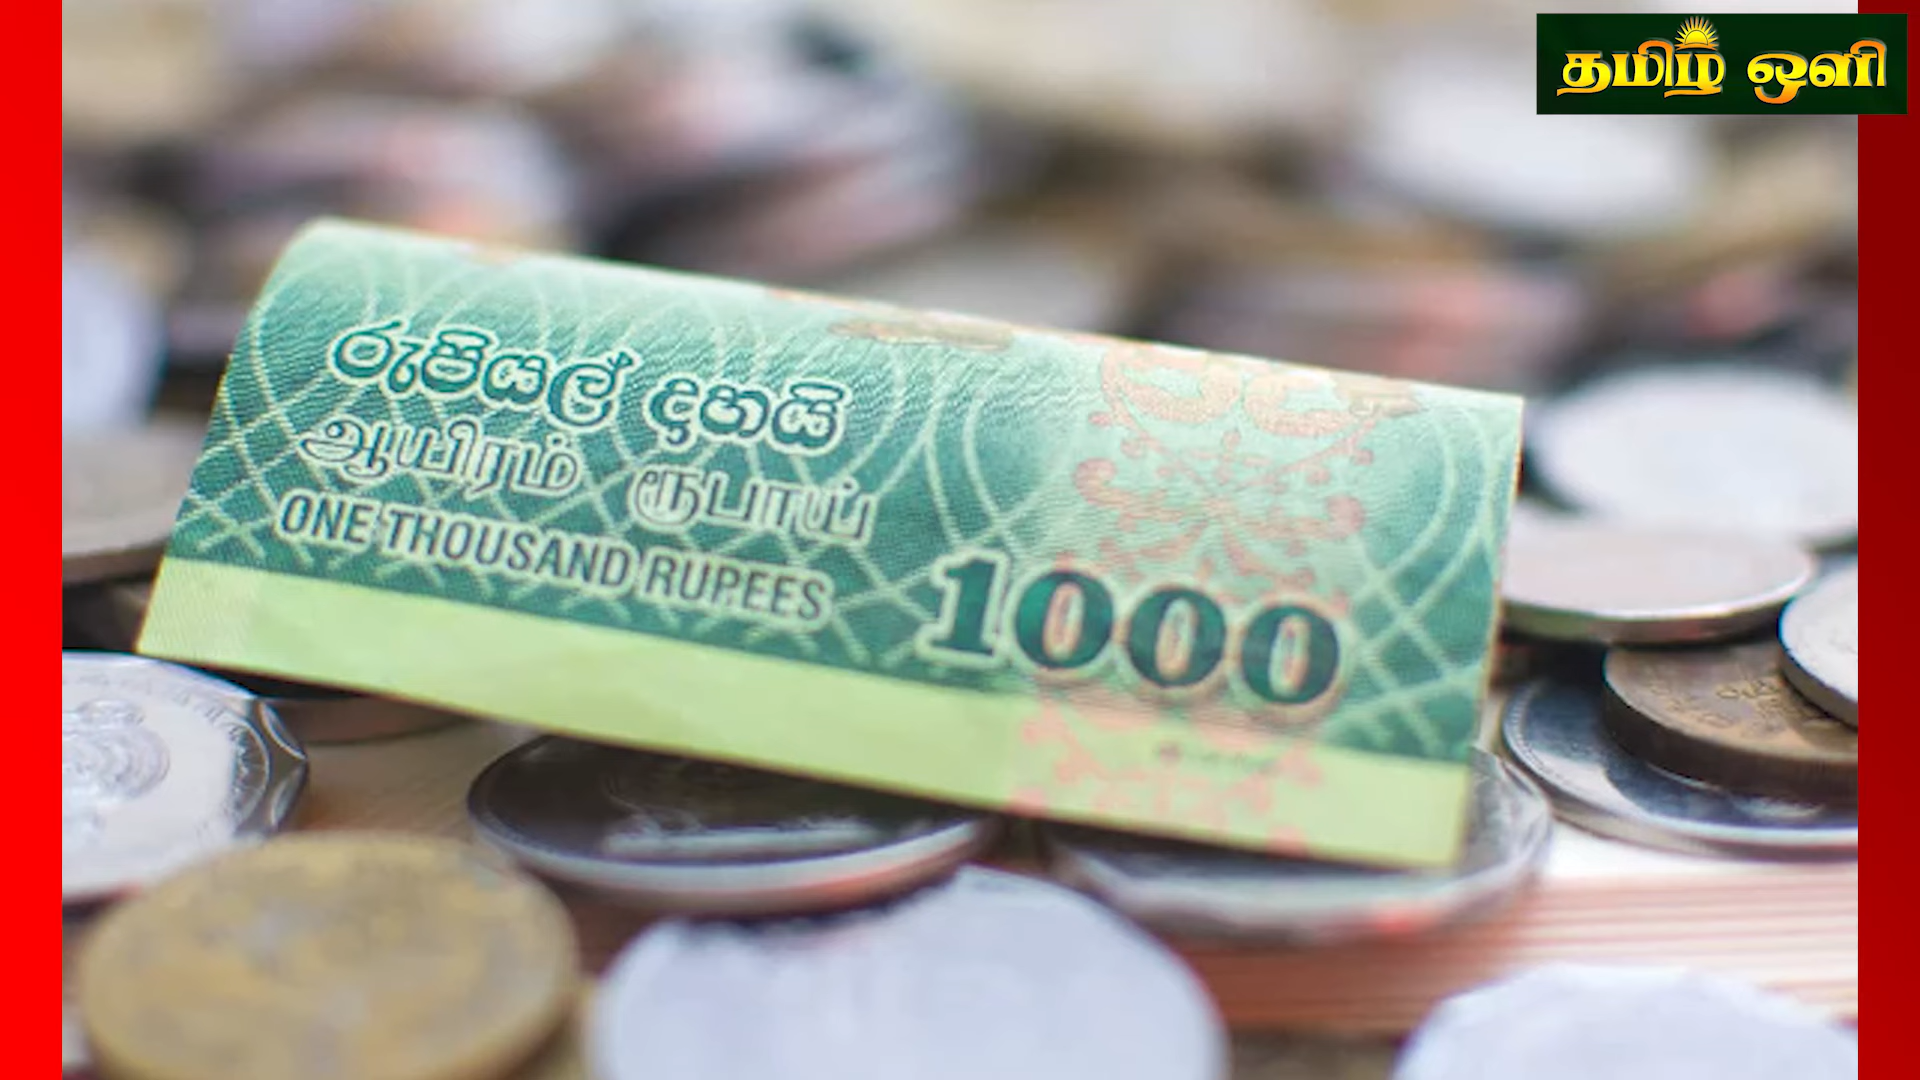 தமிழ் ஒளி
රුපියල් දහයි
ஆயிரம் ரூபாய்
ONE THOUSAND RUPEES
1000